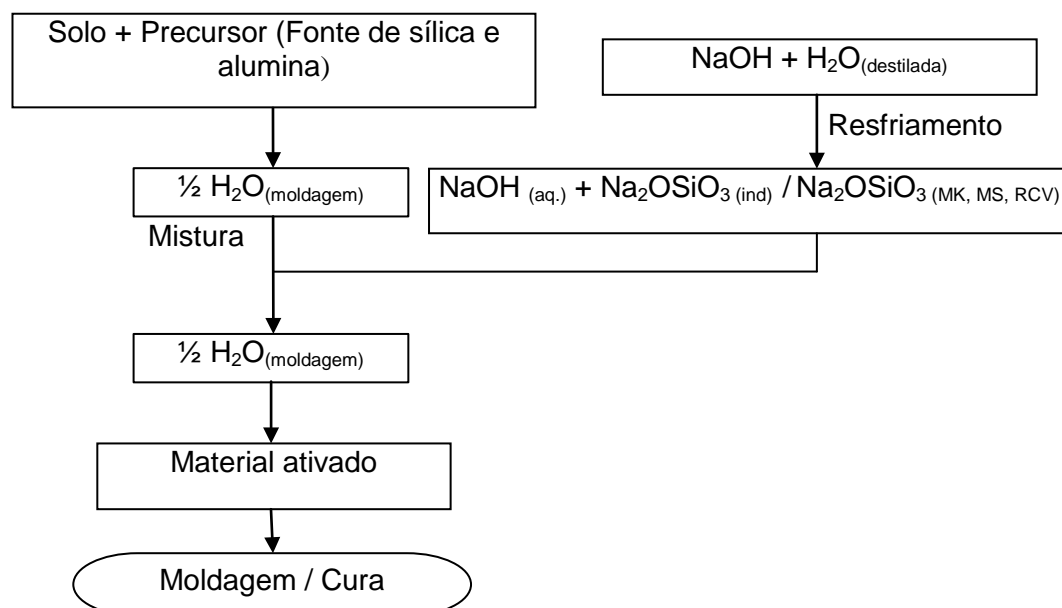 Solo + Precursor (Fonte de sílica e
alumina)
NaOH + H₂O(destilada)
Resfriamento
½ H₂O(moldagem)
NaOH (aq.) + Na₂OSiO₃ (ind) / Na₂OSiO₃ (MK, MS, RCV)
Mistura
½ H₂O(moldagem)
Material ativado
Moldagem / Cura